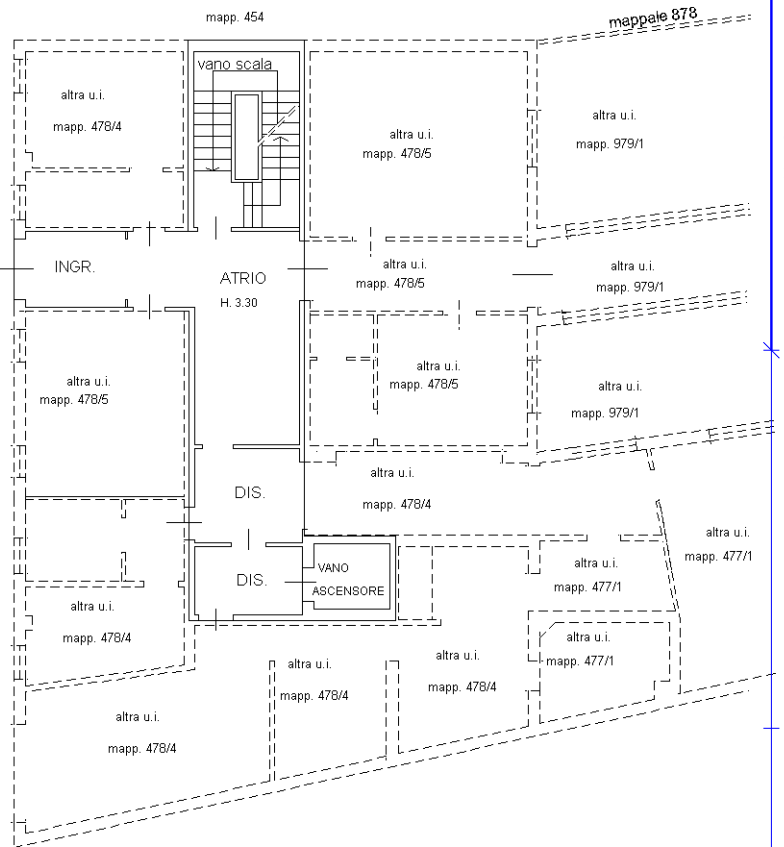 mapp. 454
mappale 878
vano scala
altra u.i.
mapp. 478/4
altra u.i.
mapp. 478/5
altra u.i.
mapp. 979/1
INGR.
ATRIO
H. 3.30
altra u.i.
mapp. 478/5
altra u.i.
mapp. 979/1
altra u.i.
mapp. 478/5
altra u.i.
mapp. 478/5
altra u.i.
mapp. 979/1
DIS.
altra u.i.
mapp. 478/4
altra u.i.
mapp. 477/1
DIS.
VANO
ASCENSORE
altra u.i.
mapp. 477/1
altra u.i.
mapp. 478/4
altra u.i.
mapp. 477/1
altra u.i.
mapp. 478/4
altra u.i.
mapp. 478/4
altra u.i.
mapp. 478/4